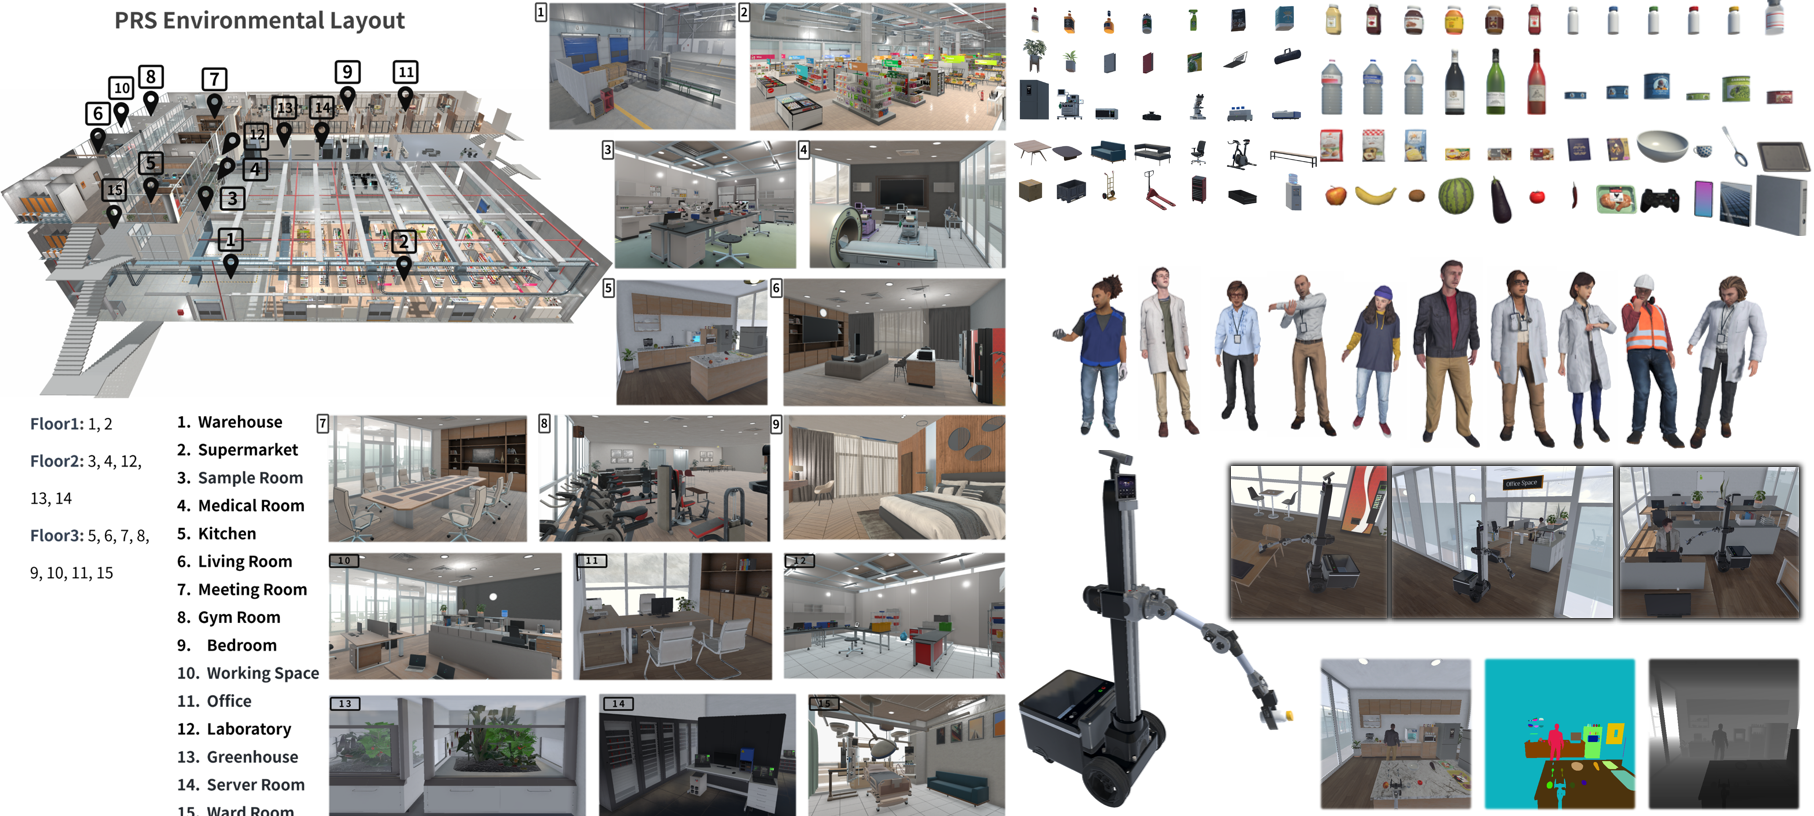 PRS Environmental Layout
6
10
8
7
9
11
13
14
12
5
4
15
3
1
2
1
2
3
4
5
6
7
8
9
10
11
12
13
14
15
Floor1: 1, 2
Floor2: 3, 4, 12,
13, 14
Floor3: 5, 6, 7, 8,
9, 10, 11, 15
1. Warehouse
2. Supermarket
3. Sample Room
4. Medical Room
5. Kitchen
6. Living Room
7. Meeting Room
8. Gym Room
9. Bedroom
10. Working Space
11. Office
12. Laboratory
13. Greenhouse
14. Server Room
15. Ward Room
Office Space